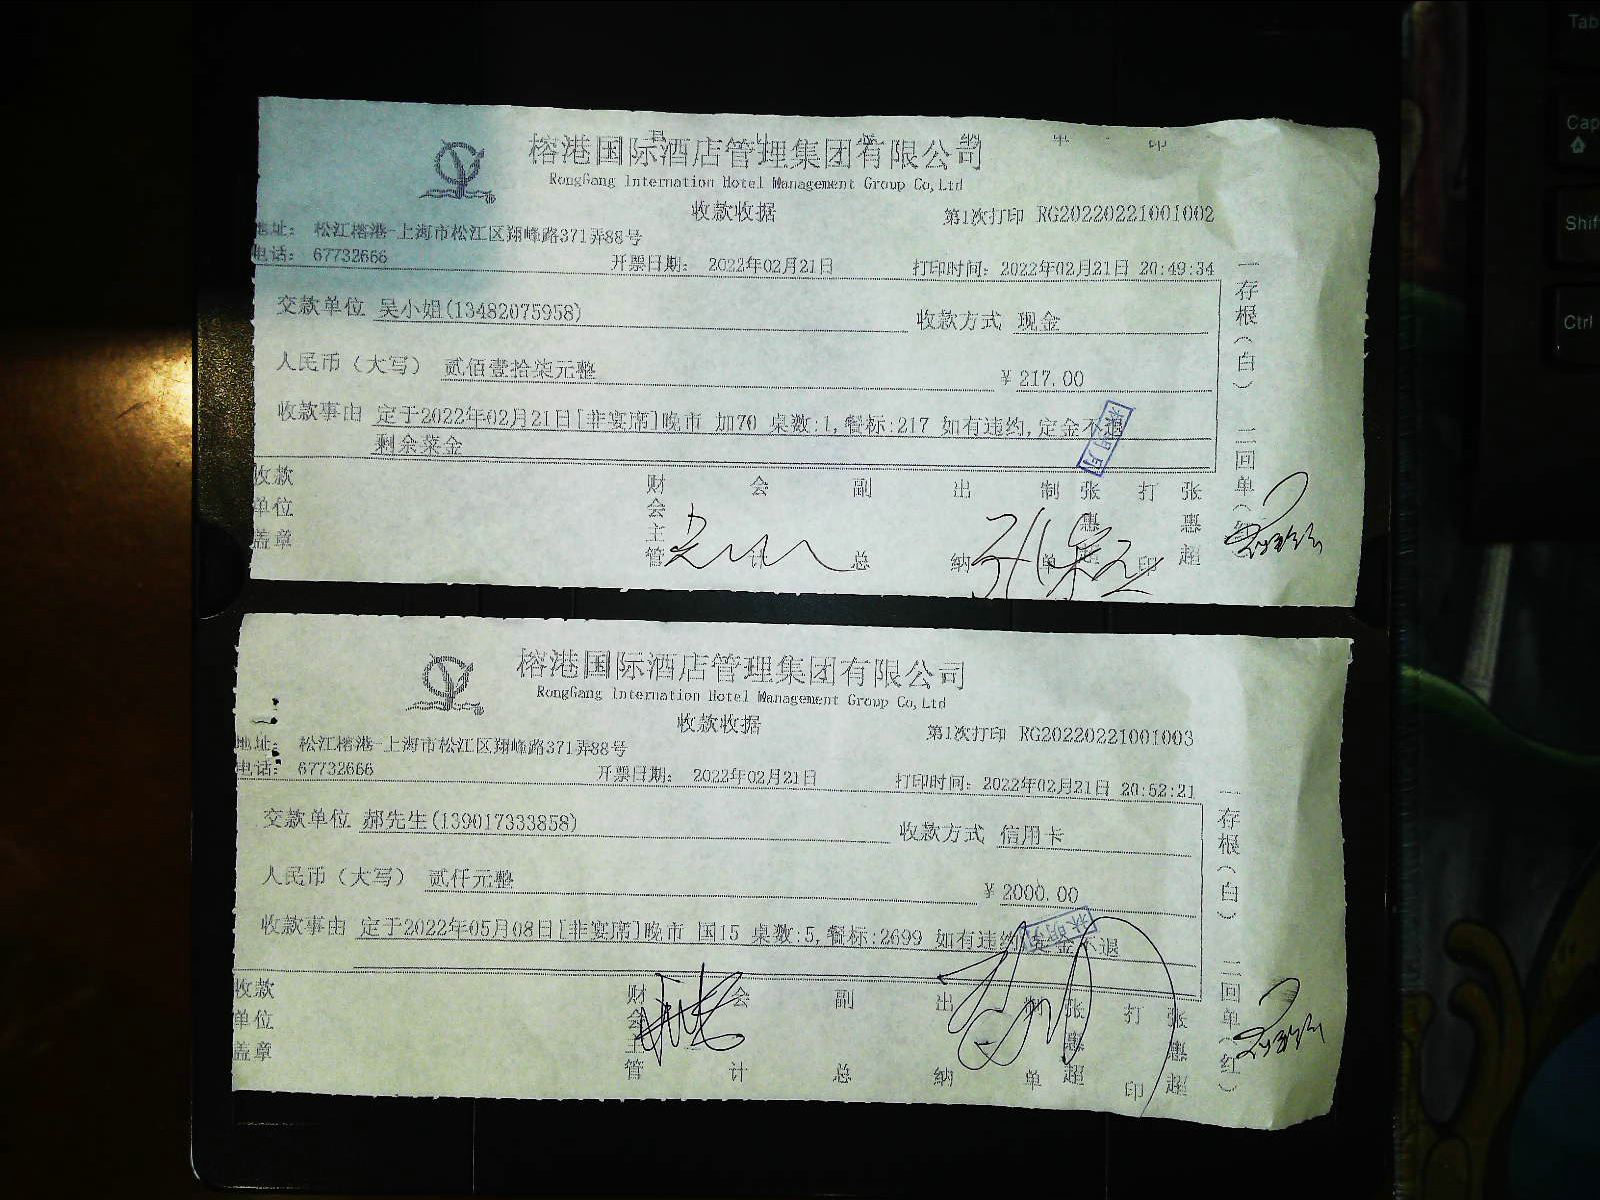 榕港国际酒店管理集团有限公司
RongGang Internation Hotel Management Group Co,Ltd
收款收据
第1次打印 RG20220221001002
地址： 松江榕港-上海市松江区翔峰路371弄88号
电话： 67732666
开票日期： 2022年02月21日
打印时间：2022年02月21日 20:49:34
交款单位 吴小姐(13482075958)
收款方式 现金
人民币（大写） 贰佰壹拾柒元整
¥ 217.00
收款事由 定于2022年02月21日[非宴席]晚市 加70 桌数:1,餐标:217 如有违约,定金不退
剩余菜金
收款单位盖章
财会主管
会计
副总
出纳
制单
张惠超
打印
张惠超
一存根（白） 二回单（红）
榕港国际酒店管理集团有限公司
RongGang Internation Hotel Management Group Co,Ltd
收款收据
第1次打印 RG20220221001003
地址： 松江榕港-上海市松江区翔峰路371弄88号
电话： 67732666
开票日期： 2022年02月21日
打印时间：2022年02月21日 20:52:21
交款单位 郝先生(139017333858)
收款方式 信用卡
人民币（大写） 贰仟元整
¥ 2000.00
收款事由 定于2022年05月08日[非宴席]晚市 国15 桌数:5,餐标:2699 如有违约,定金不退
收款单位盖章
财会主管
会计
副总
出纳
制单
张惠超
打印
张惠超
一存根（白） 二回单（红）
Tab
Cap
Shif
Ctrl